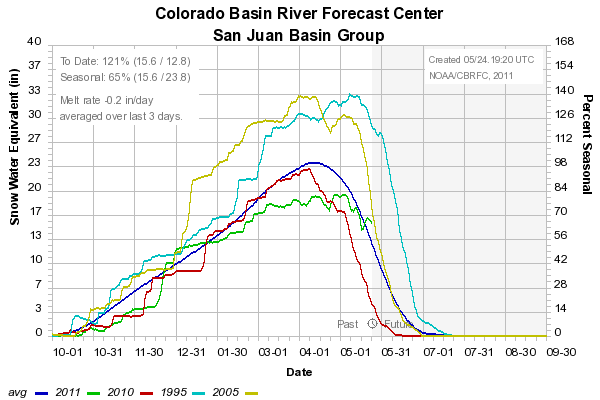 Colorado Basin River Forecast Center
San Juan Basin Group
To Date: 121% (15.6 / 12.8)
Seasonal: 65% (15.6 / 23.8)
Melt rate -0.2 in/day
averaged over last 3 days.
Created 05/24.19:20 UTC
NOAA/CBRFC, 2011
Snow Water Equivalent (in)
40
37
33
30
27
23
20
17
13
10
7
3
0
Percent Seasonal
168
154
140
126
112
98
84
70
56
42
28
14
0
Past Future
10-01 10-31 11-30 12-31 01-30 03-01 04-01 05-01 05-31 07-01 07-31 08-30 09-30
Date
avg 2011 2010 1995 2005